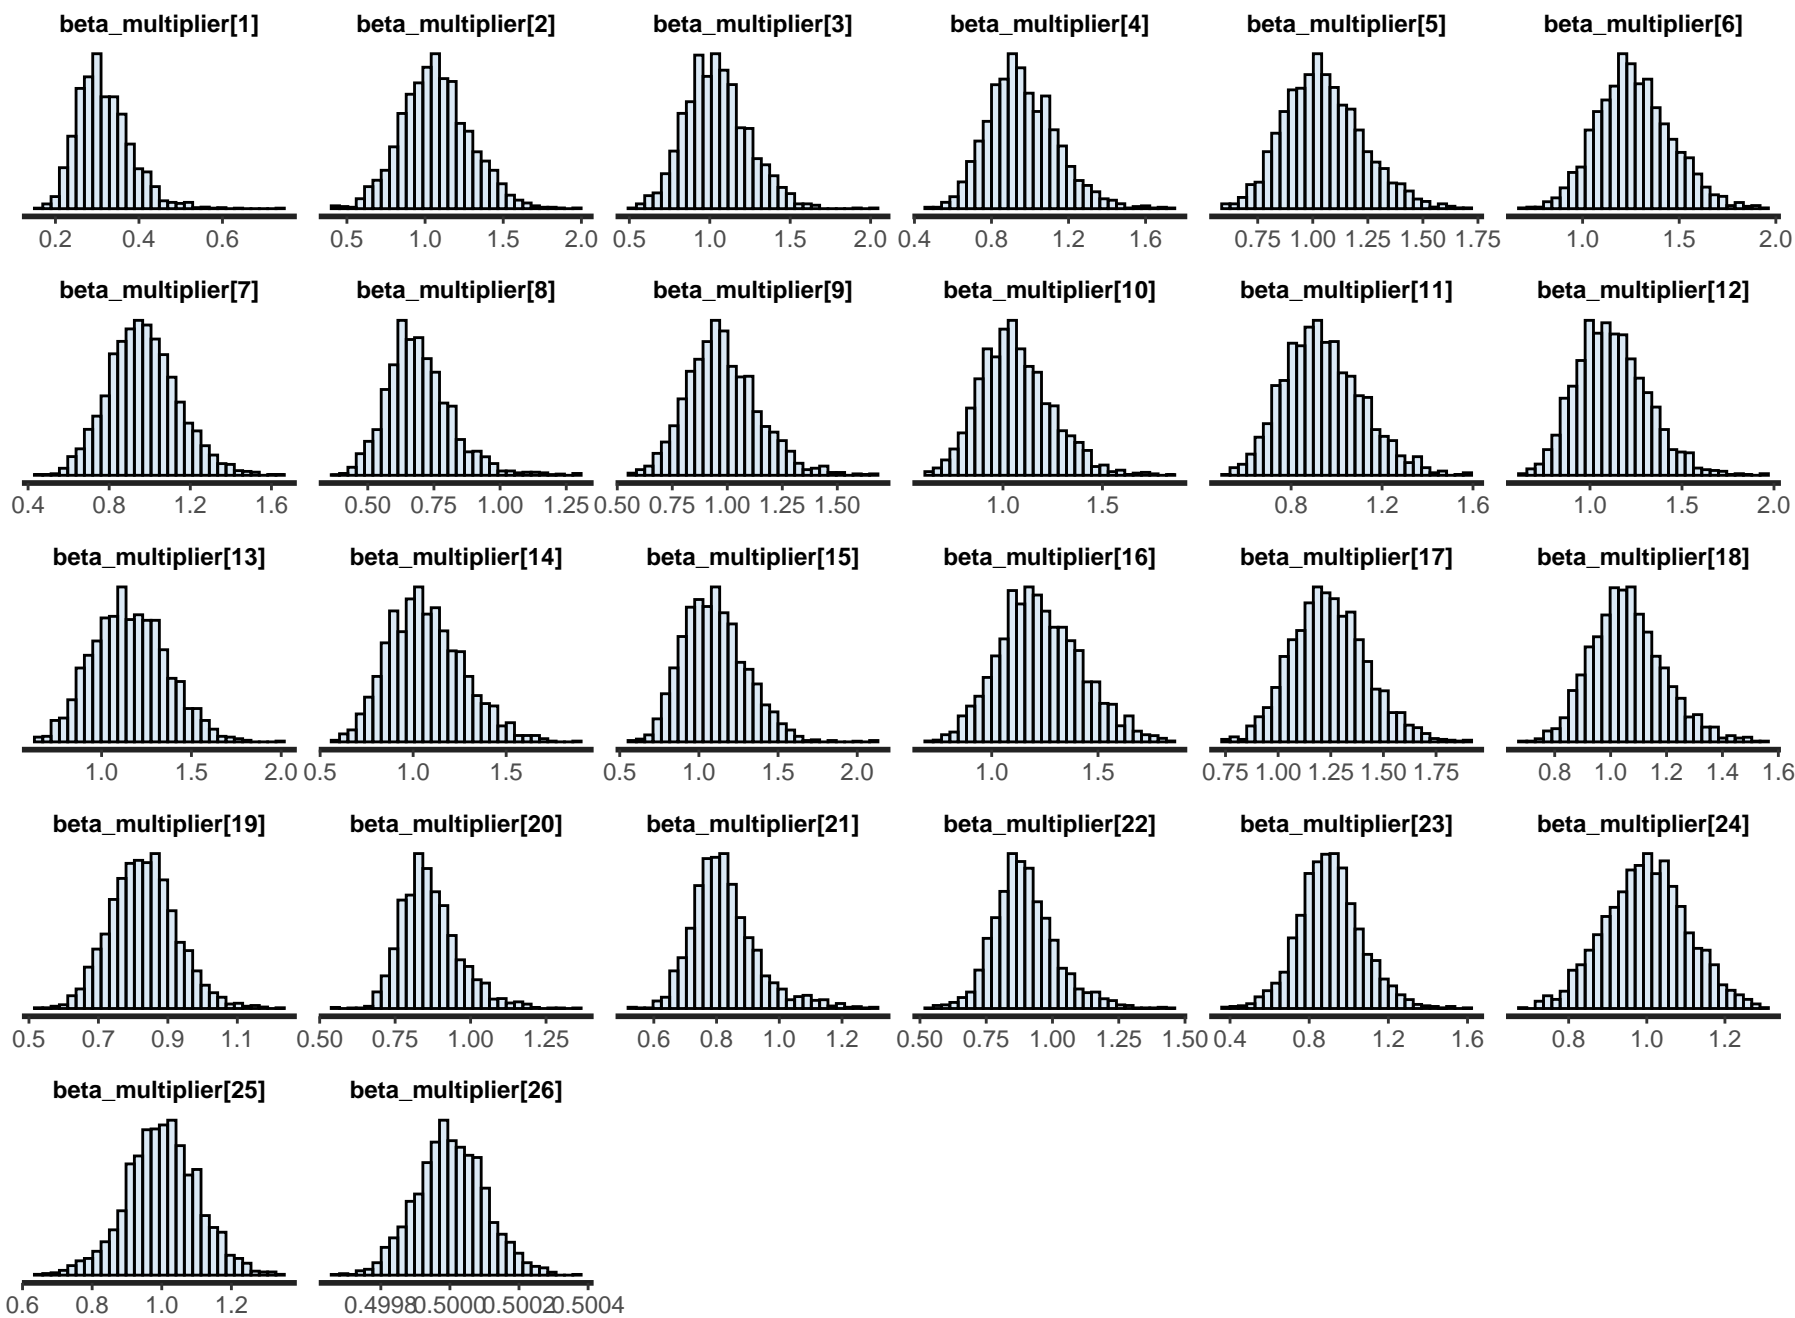 beta_multiplier[1] beta_multiplier[2] beta_multiplier[3] beta_multiplier[4] beta_multiplier[5] beta_multiplier[6]
0.2 0.4 0.6 0.5 1.0 1.5 2.0 0.5 1.0 1.5 2.0 0.4 0.8 1.2 1.6 0.75 1.00 1.25 1.50 1.75 1.0 1.5 2.0
beta_multiplier[7] beta_multiplier[8] beta_multiplier[9] beta_multiplier[10] beta_multiplier[11] beta_multiplier[12]
0.4 0.8 1.2 1.6 0.50 0.75 1.00 1.25 0.50 0.75 1.00 1.25 1.50 1.0 1.5 0.8 1.2 1.6 1.0 1.5 2.0
beta_multiplier[13] beta_multiplier[14] beta_multiplier[15] beta_multiplier[16] beta_multiplier[17] beta_multiplier[18]
1.0 1.5 2.0 0.5 1.0 1.5 0.5 1.0 1.5 2.0 1.0 1.5 0.75 1.00 1.25 1.50 1.75 0.8 1.0 1.2 1.4 1.6
beta_multiplier[19] beta_multiplier[20] beta_multiplier[21] beta_multiplier[22] beta_multiplier[23] beta_multiplier[24]
0.5 0.7 0.9 1.1 0.50 0.75 1.00 1.25 0.6 0.8 1.0 1.2 0.50 0.75 1.00 1.25 1.50 0.4 0.8 1.2 1.6 0.8 1.0 1.2
beta_multiplier[25] beta_multiplier[26]
0.6 0.8 1.0 1.2 0.4998 0.5000 0.5002 0.5004